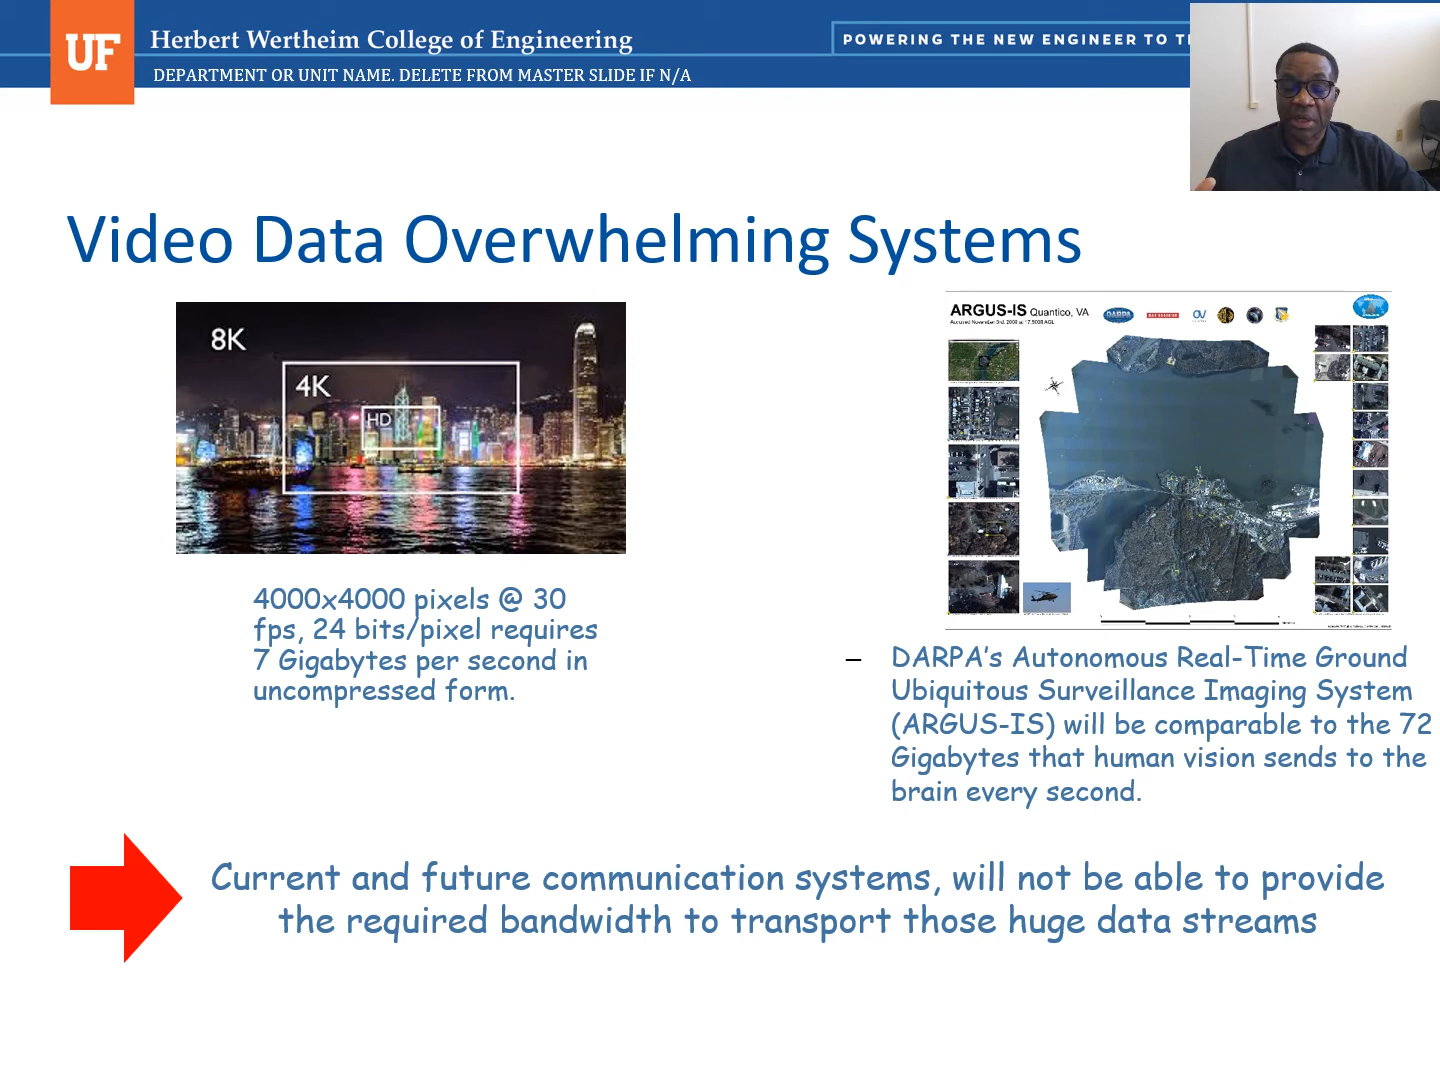 UF
Herbert Wertheim College of Engineering
POWERING THE NEW ENGINEER TO
DEPARTMENT OR UNIT NAME. DELETE FROM MASTER SLIDE IF N/A
Video Data Overwhelming Systems
8K
4K
HD
ARGUS-IS Quantico, VA
DARPA
4000x4000 pixels @ 30
fps, 24 bits/pixel requires
7 Gigabytes per second in
uncompressed form.
– DARPA’s Autonomous Real-Time Ground
Ubiquitous Surveillance Imaging System
(ARGUS-IS) will be comparable to the 72
Gigabytes that human vision sends to the
brain every second.
Current and future communication systems, will not be able to provide
the required bandwidth to transport those huge data streams